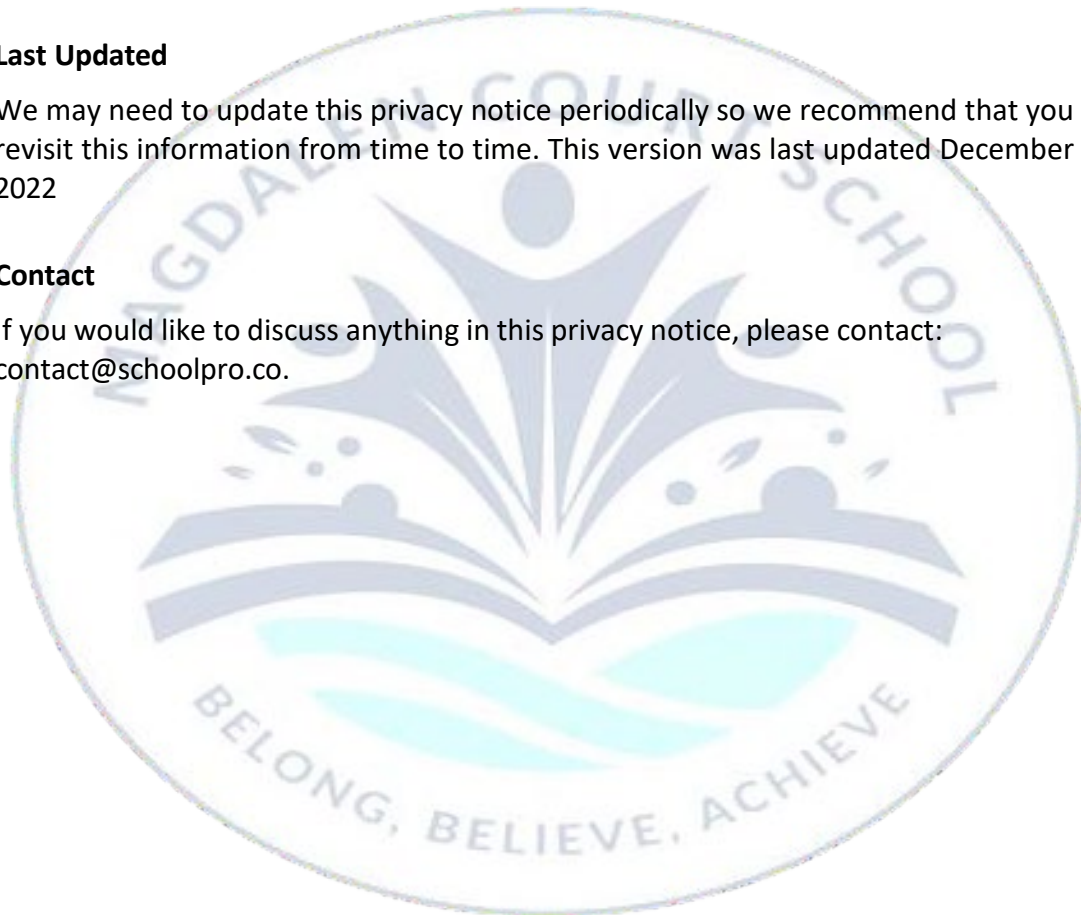 Last Updated
We may need to update this privacy notice periodically so we recommend that you
revisit this information from time to time. This version was last updated December
2022
Contact
If you would like to discuss anything in this privacy notice, please contact:
contact@schoolpro.co.
MAGDALEN COURT SCHOOL
BELONG, BELIEVE, ACHIEVE